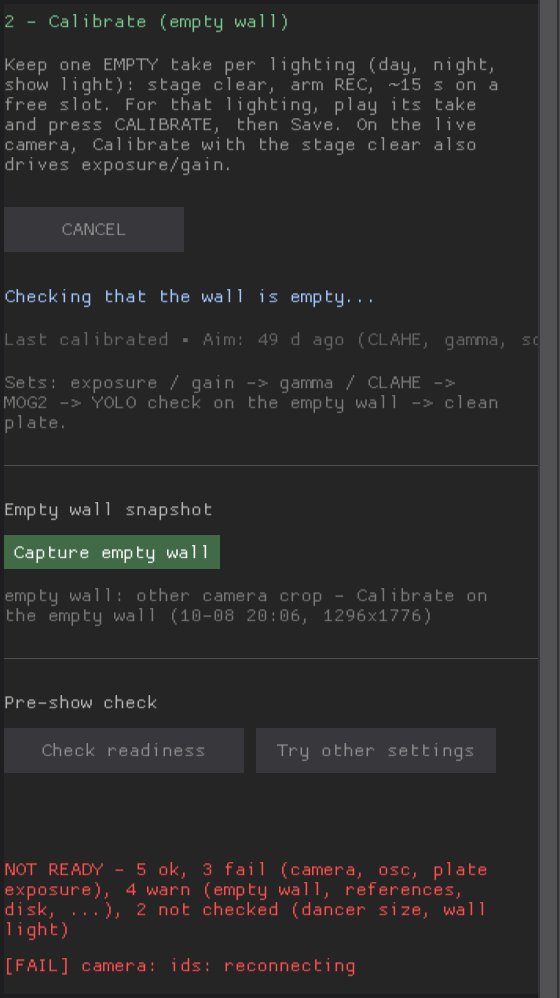 2 - Calibrate (empty wall)
Keep one EMPTY take per lighting (day, night,
show light): stage clear, arm REC, ~15 s on a
free slot. For that lighting, play its take
and press CALIBRATE, then Save. On the live
camera, Calibrate with the stage clear also
drives exposure/gain.
CANCEL
Checking that the wall is empty...
Last calibrated • Aim: 49 d ago (CLAHE, gamma, sc
Sets: exposure / gain -> gamma / CLAHE ->
MOG2 -> YOLO check on the empty wall -> clean
plate.
Empty wall snapshot
Capture empty wall
empty wall: other camera crop - Calibrate on
the empty wall (10-08 20:06, 1296x1776)
Pre-show check
Check readiness
Try other settings
NOT READY - 5 ok, 3 fail (camera, osc, plate
exposure), 4 warn (empty wall, references,
disk, ...), 2 not checked (dancer size, wall
light)
[FAIL] camera: ids: reconnecting